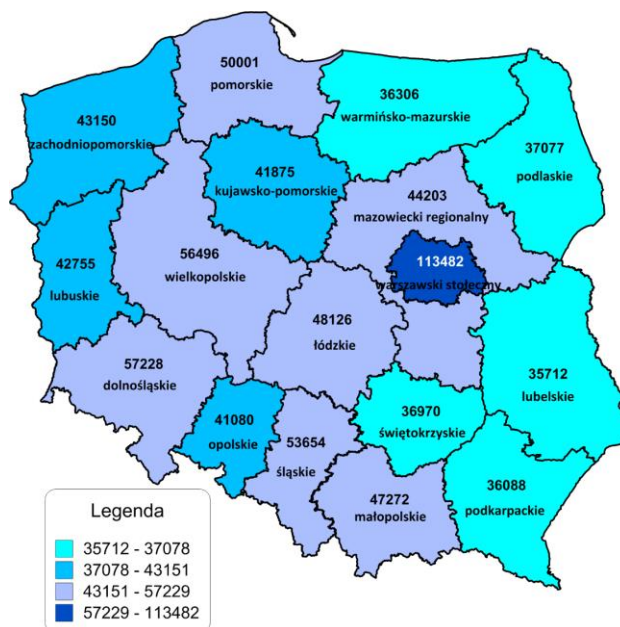 50001
pomorskie
36306
warmińsko-mazurskie
43150
zachodniopomorskie
37077
podlaskie
41875
kujawsko-pomorskie
44203
mazowiecki regionalny
56496
wielkopolskie
42755
lubuskie
113482
warszawski stołeczny
48126
łódzkie
57228
dolnośląskie
35712
lubelskie
41080
opolskie
36970
świętokrzyskie
53654
śląskie
47272
małopolskie
36088
podkarpackie
Legenda
35712 - 37078
37078 - 43151
43151 - 57229
57229 - 113482